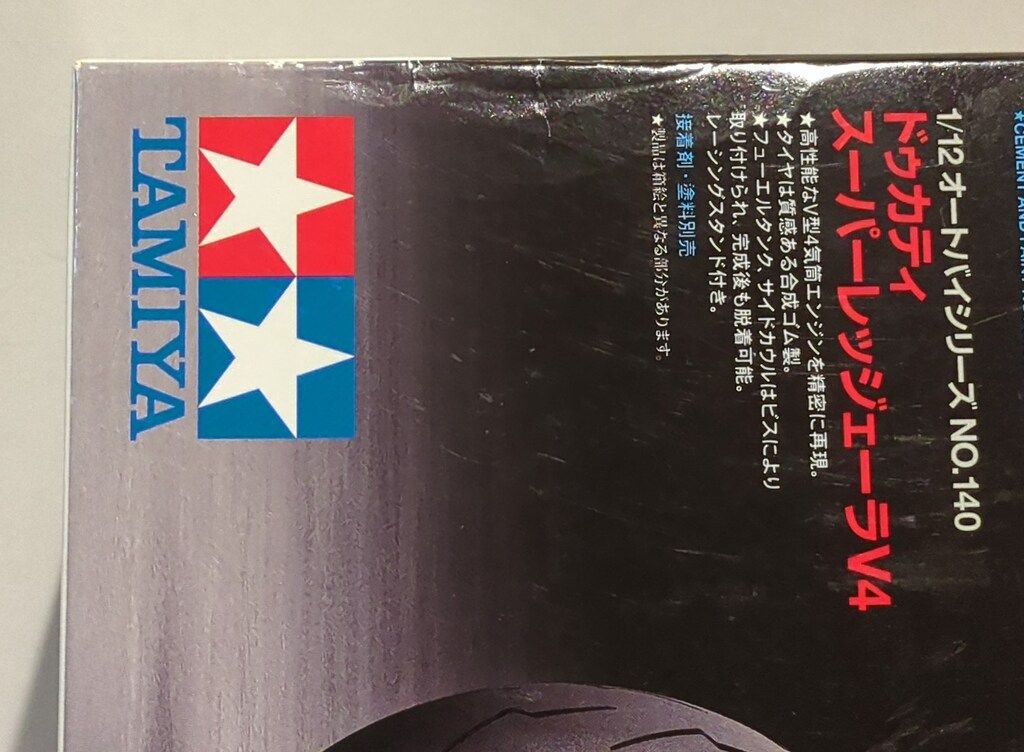 1/12 オートバイシリーズ NO.140
ドゥカティ
スーパーレッジェーラV4
★高性能なV型4気筒エンジンを精密に再現。
★タイヤは質感ある合成ゴム製。
★フューエルタンク、サイドカウルはビスにより
取り付けられ、完成後も脱着可能。
レーシングスタンド付き。
接着剤・塗料別売
★製品は箱絵と異なる部分があります。
TAMIYA